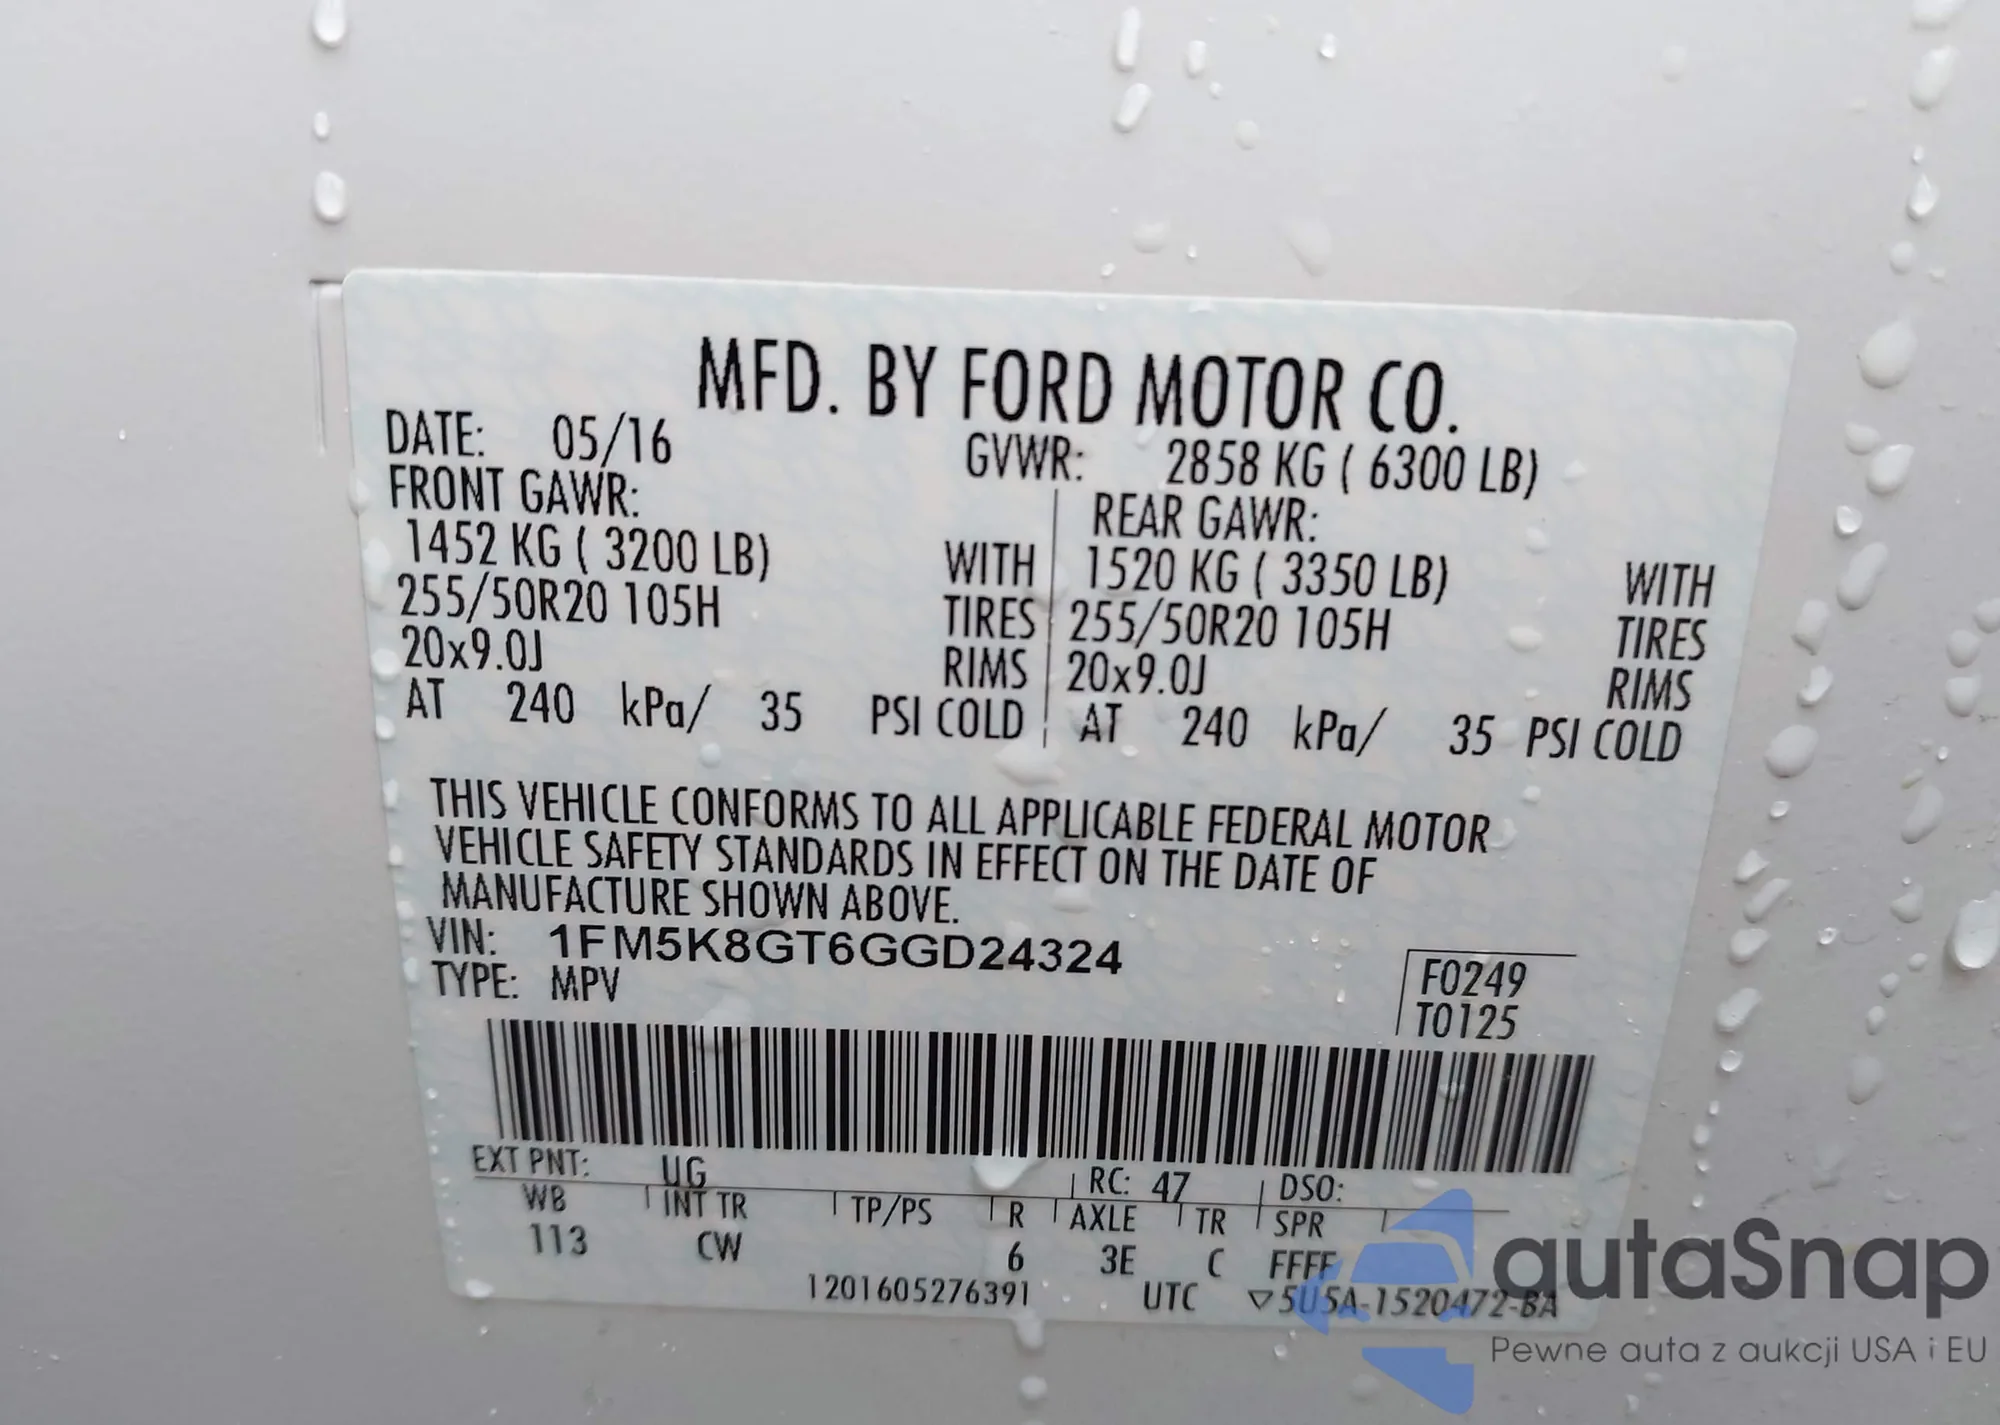 MFD. BY FORD MOTOR CO.
DATE: 05/16 GVWR: 2858 KG ( 6300 LB)
FRONT GAWR: REAR GAWR:
1452 KG ( 3200 LB) WITH 1520 KG ( 3350 LB) WITH
255/50R20 105H TIRES 255/50R20 105H TIRES
20x9.0J RIMS 20x9.0J RIMS
AT 240 kPa/ 35 PSI COLD AT 240 kPa/ 35 PSI COLD
THIS VEHICLE CONFORMS TO ALL APPLICABLE FEDERAL MOTOR
VEHICLE SAFETY STANDARDS IN EFFECT ON THE DATE OF
MANUFACTURE SHOWN ABOVE.
VIN: 1FM5K8GT6GGD24324
TYPE: MPV
F0249
T0125
EXT PNT: UG RC: 47 DSO:
WB INT TR TP/PS R AXLE TR SPR
113 CW 6 3E C FFFF
1201605276391 UTC ▽5U5A-1520472-BA
autaSnap
Pewne auta z aukcji USA i EU